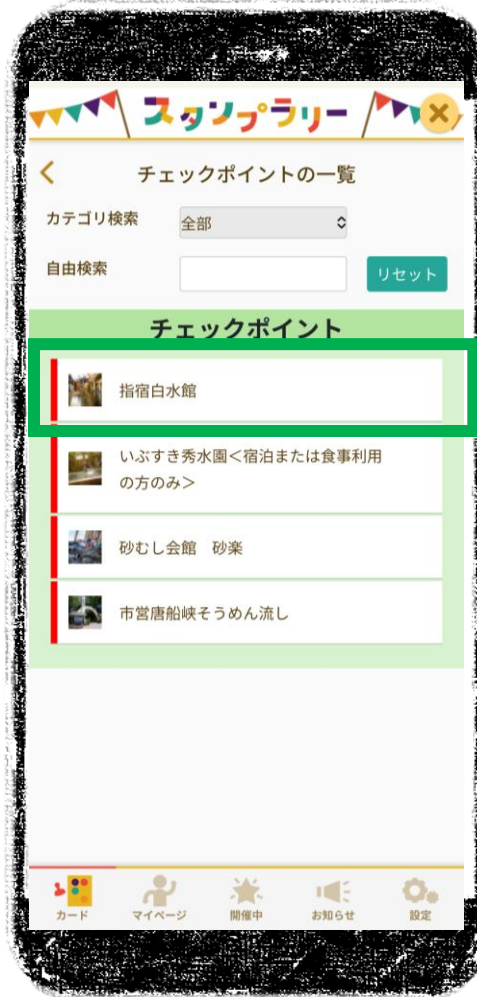 スタンプラリー
チェックポイントの一覧
カテゴリ検索 全部
自由検索 リセット
チェックポイント
指宿白水館
いぶすき秀水園<宿泊または食事利用
の方のみ>
砂むし会館　砂楽
市営唐船峡そうめん流し
カード マイページ 開催中 お知らせ 設定